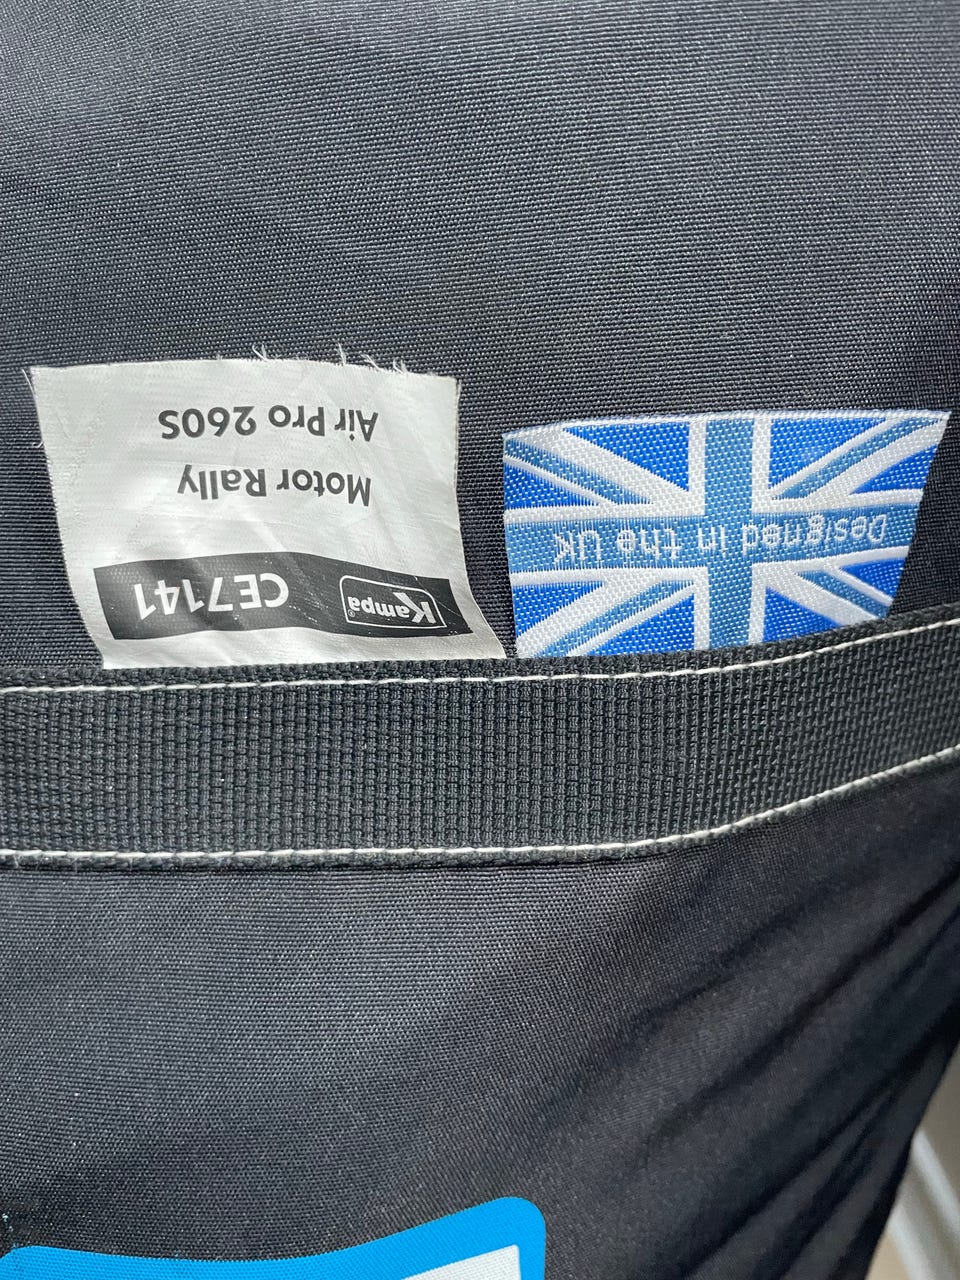 Kampa® CE7141
Motor Rally
Air Pro 260S
Designed in the UK